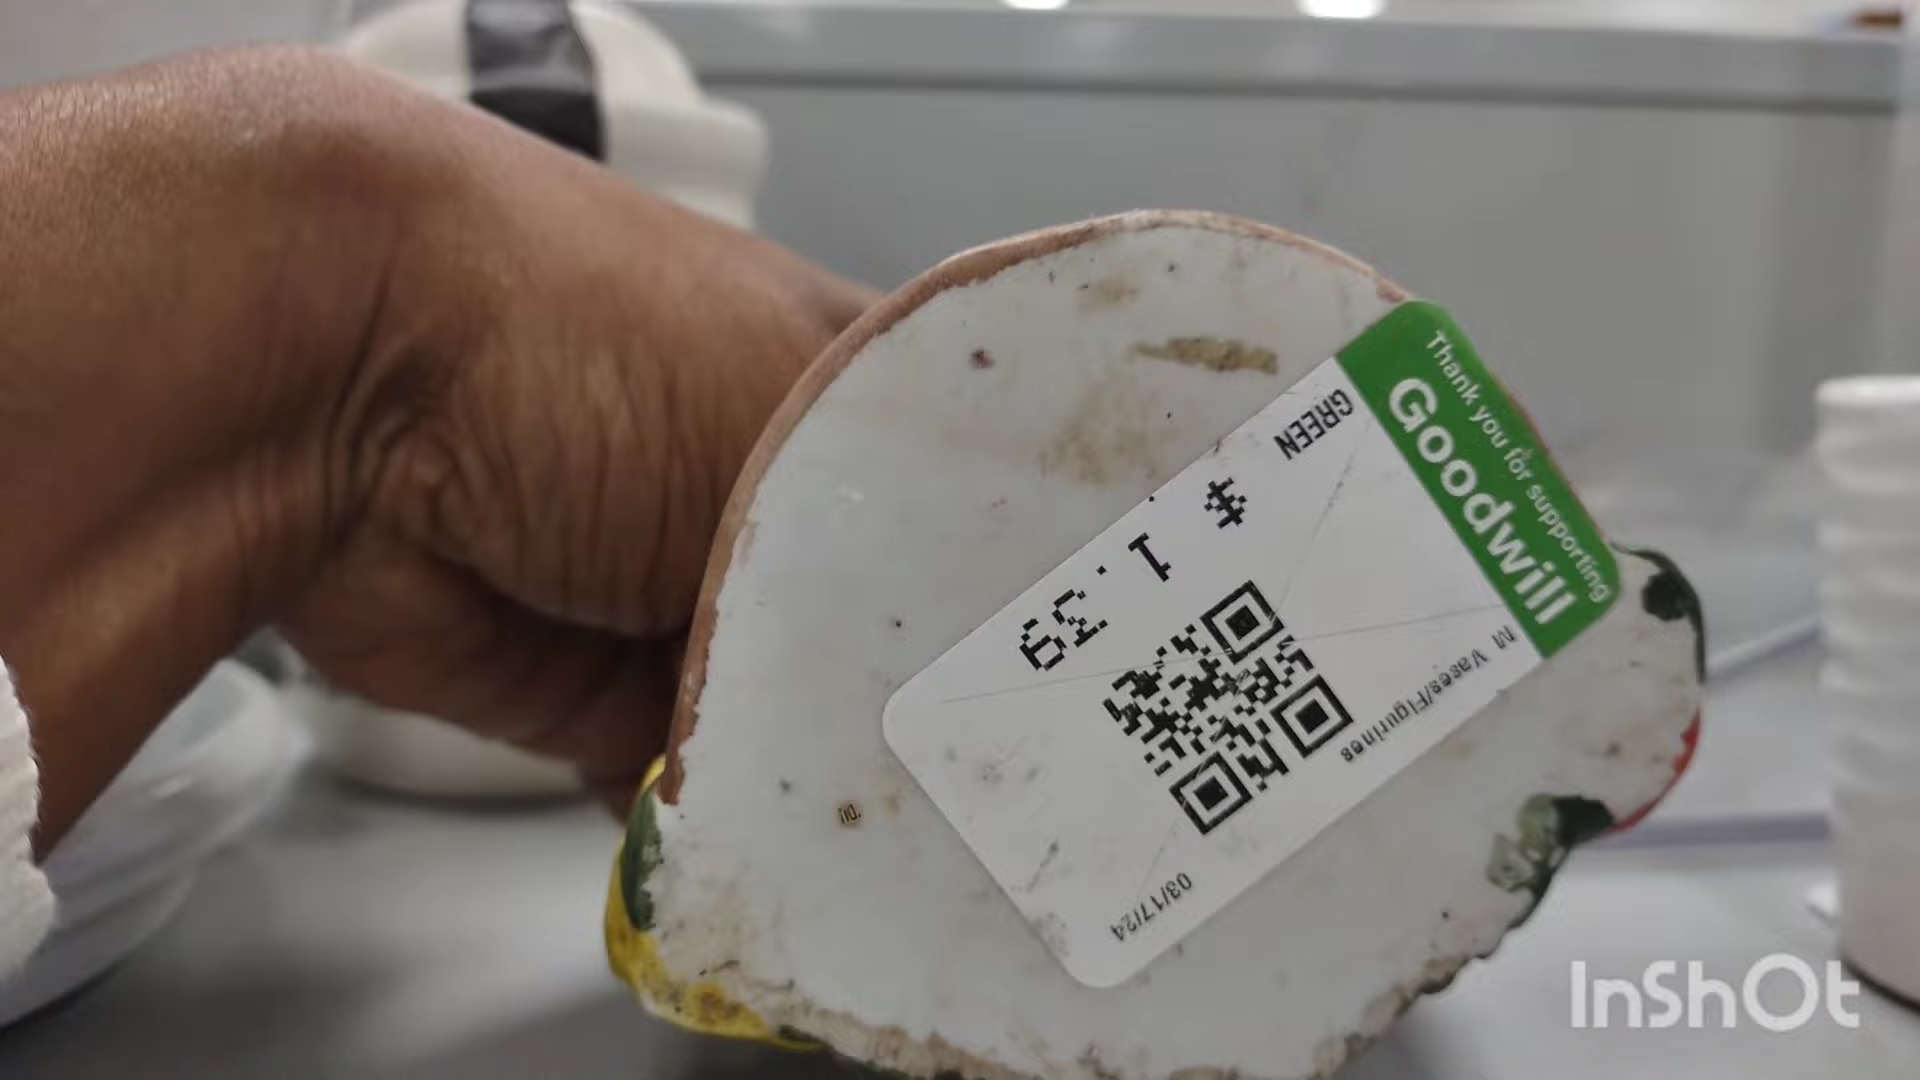 Thank you for supporting
Goodwill
GREEN
$ 1.39
M Vases/Figurines
03/17/24
InShOt